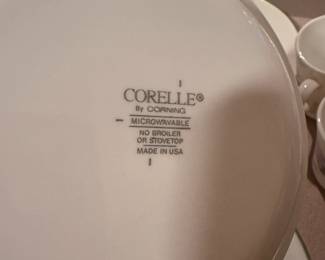 CORELLE®
By CORNING
MICROWAVABLE
NO BROILER
OR STOVETOP
MADE IN USA